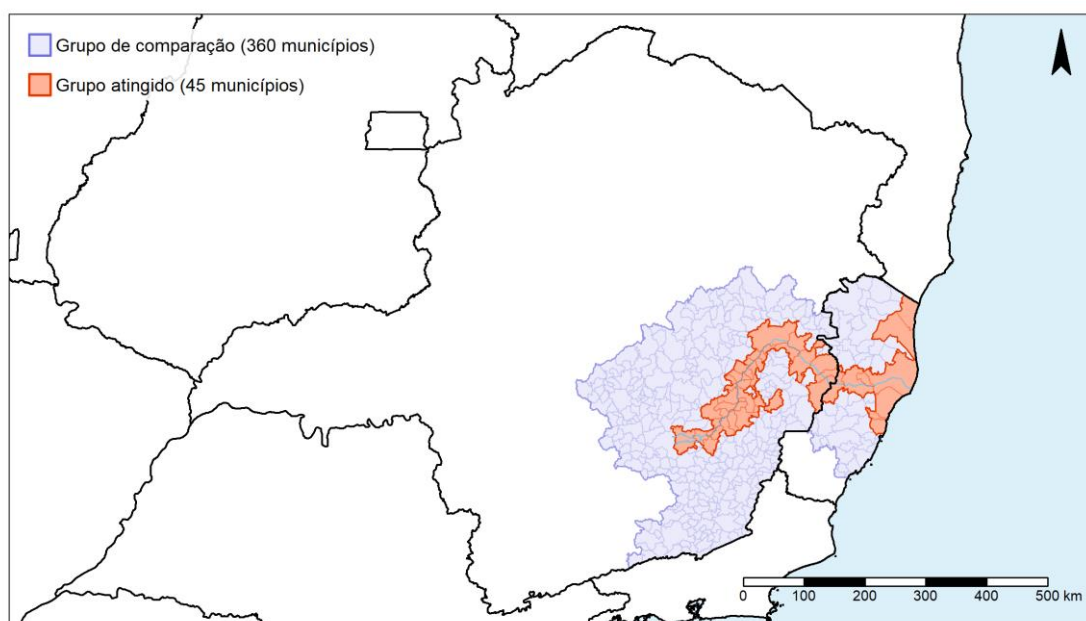 Grupo de comparação (360 municípios)
Grupo atingido (45 municípios)
0 100 200 300 400 500 km